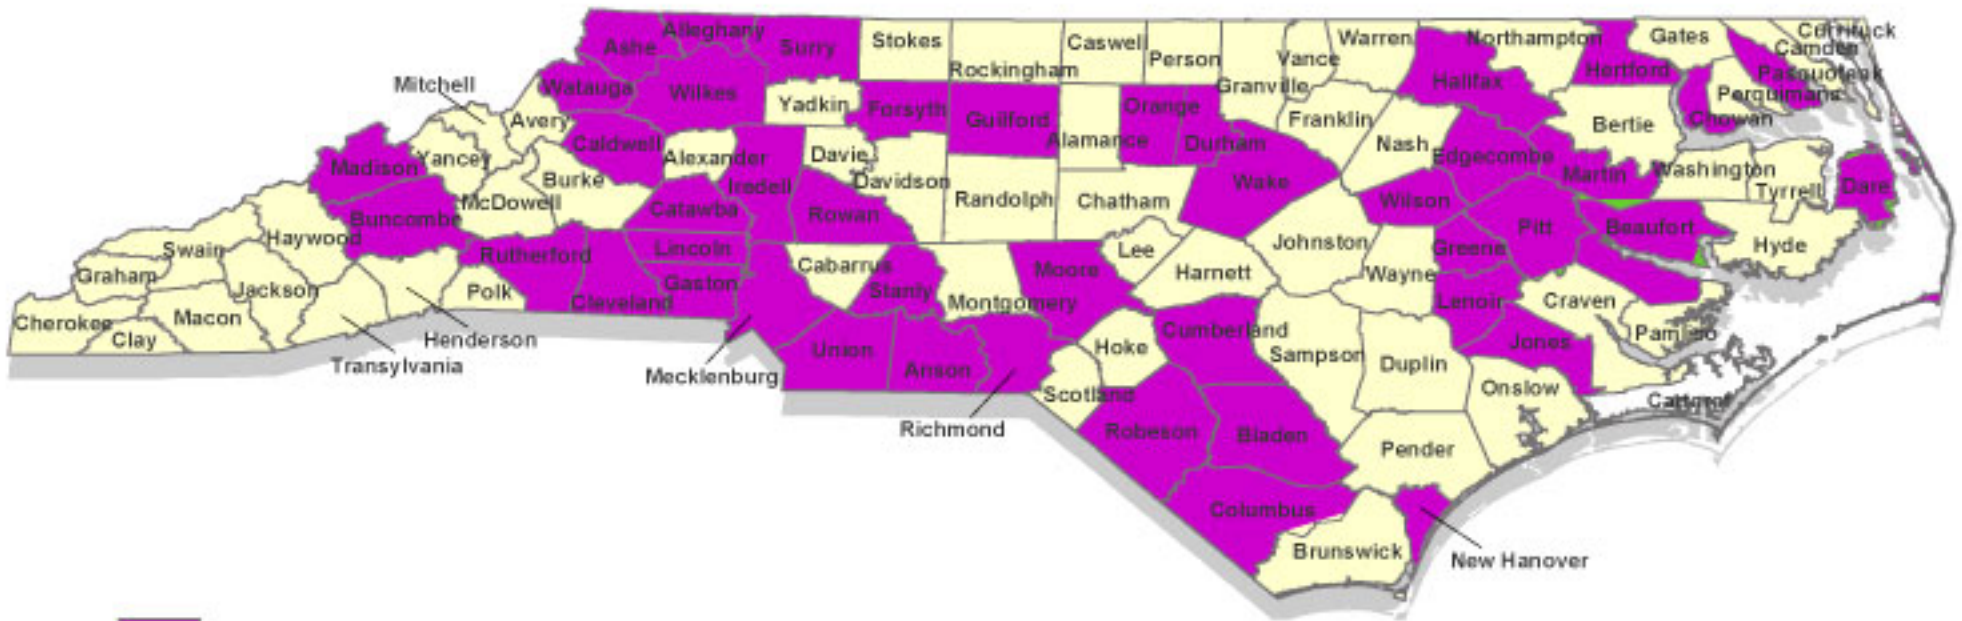 Alleghany
Ashe
Surry
Stokes
Rockingham
Caswell
Person
Granville
Vance
Warren
Northampton
Gates
Currituck
Camden
Pasquotank
Perquimans
Chowan
Hertford
Halifax
Mitchell
Watauga
Wilkes
Yadkin
Forsyth
Guilford
Alamance
Orange
Durham
Franklin
Nash
Edgecombe
Bertie
Martin
Washington
Tyrrell
Dare
Avery
Caldwell
Alexander
Davie
Madison
Yancey
Burke
Iredell
Davidson
Randolph
Chatham
Wake
Wilson
McDowell
Buncombe
Catawba
Rowan
Pitt
Beaufort
Hyde
Swain
Haywood
Rutherford
Lincoln
Cabarrus
Moore
Lee
Johnston
Greene
Graham
Jackson
Polk
Cleveland
Gaston
Stanly
Montgomery
Harnett
Wayne
Lenoir
Craven
Pamlico
Cherokee
Clay
Macon
Henderson
Transylvania
Mecklenburg
Union
Anson
Richmond
Hoke
Scotland
Cumberland
Sampson
Duplin
Jones
Onslow
Carteret
Robeson
Bladen
Pender
Columbus
Brunswick
New Hanover